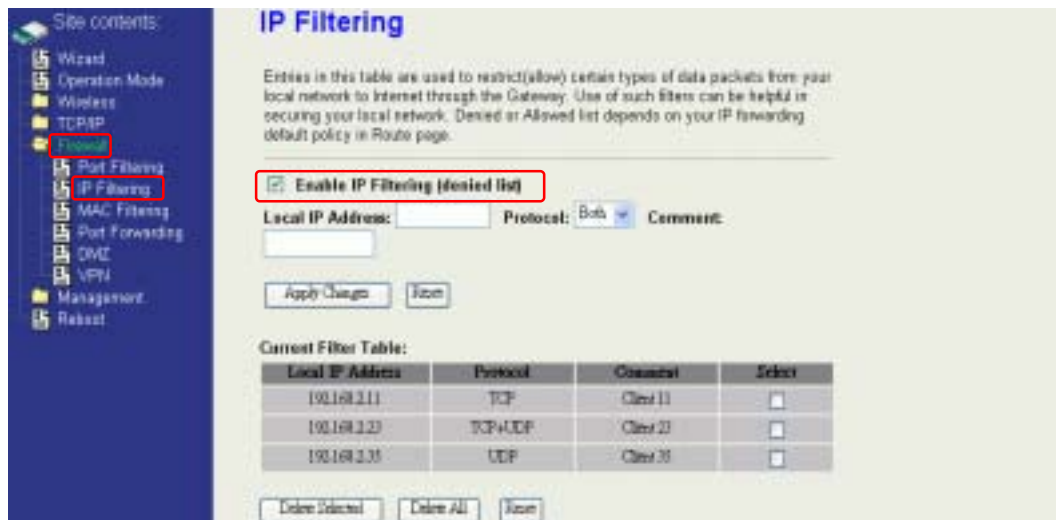 Site contents:
Wizard
Operation Mode
Wireless
TCP/IP
Firewall
Port Filtering
IP Filtering
MAC Filtering
Port Forwarding
DMZ
VPN
Management
Reboot
IP Filtering
Entries in this table are used to restrict(allow) certain types of data packets from your
local network to Internet through the Gateway. Use of such filters can be helpful in
securing your local network. Denied or Allowed list depends on your IP forwarding
default policy in Route page.
Enable IP Filtering (denied list)
Local IP Address: Protocol: Both Comment:
Apply Changes Reset
Current Filter Table:
Local IP Address Protocol Comment Select
192.168.2.11 TCP Client 11
192.168.2.23 TCP+UDP Client 23
192.168.2.35 UDP Client 35
Delete Selected Delete All Reset